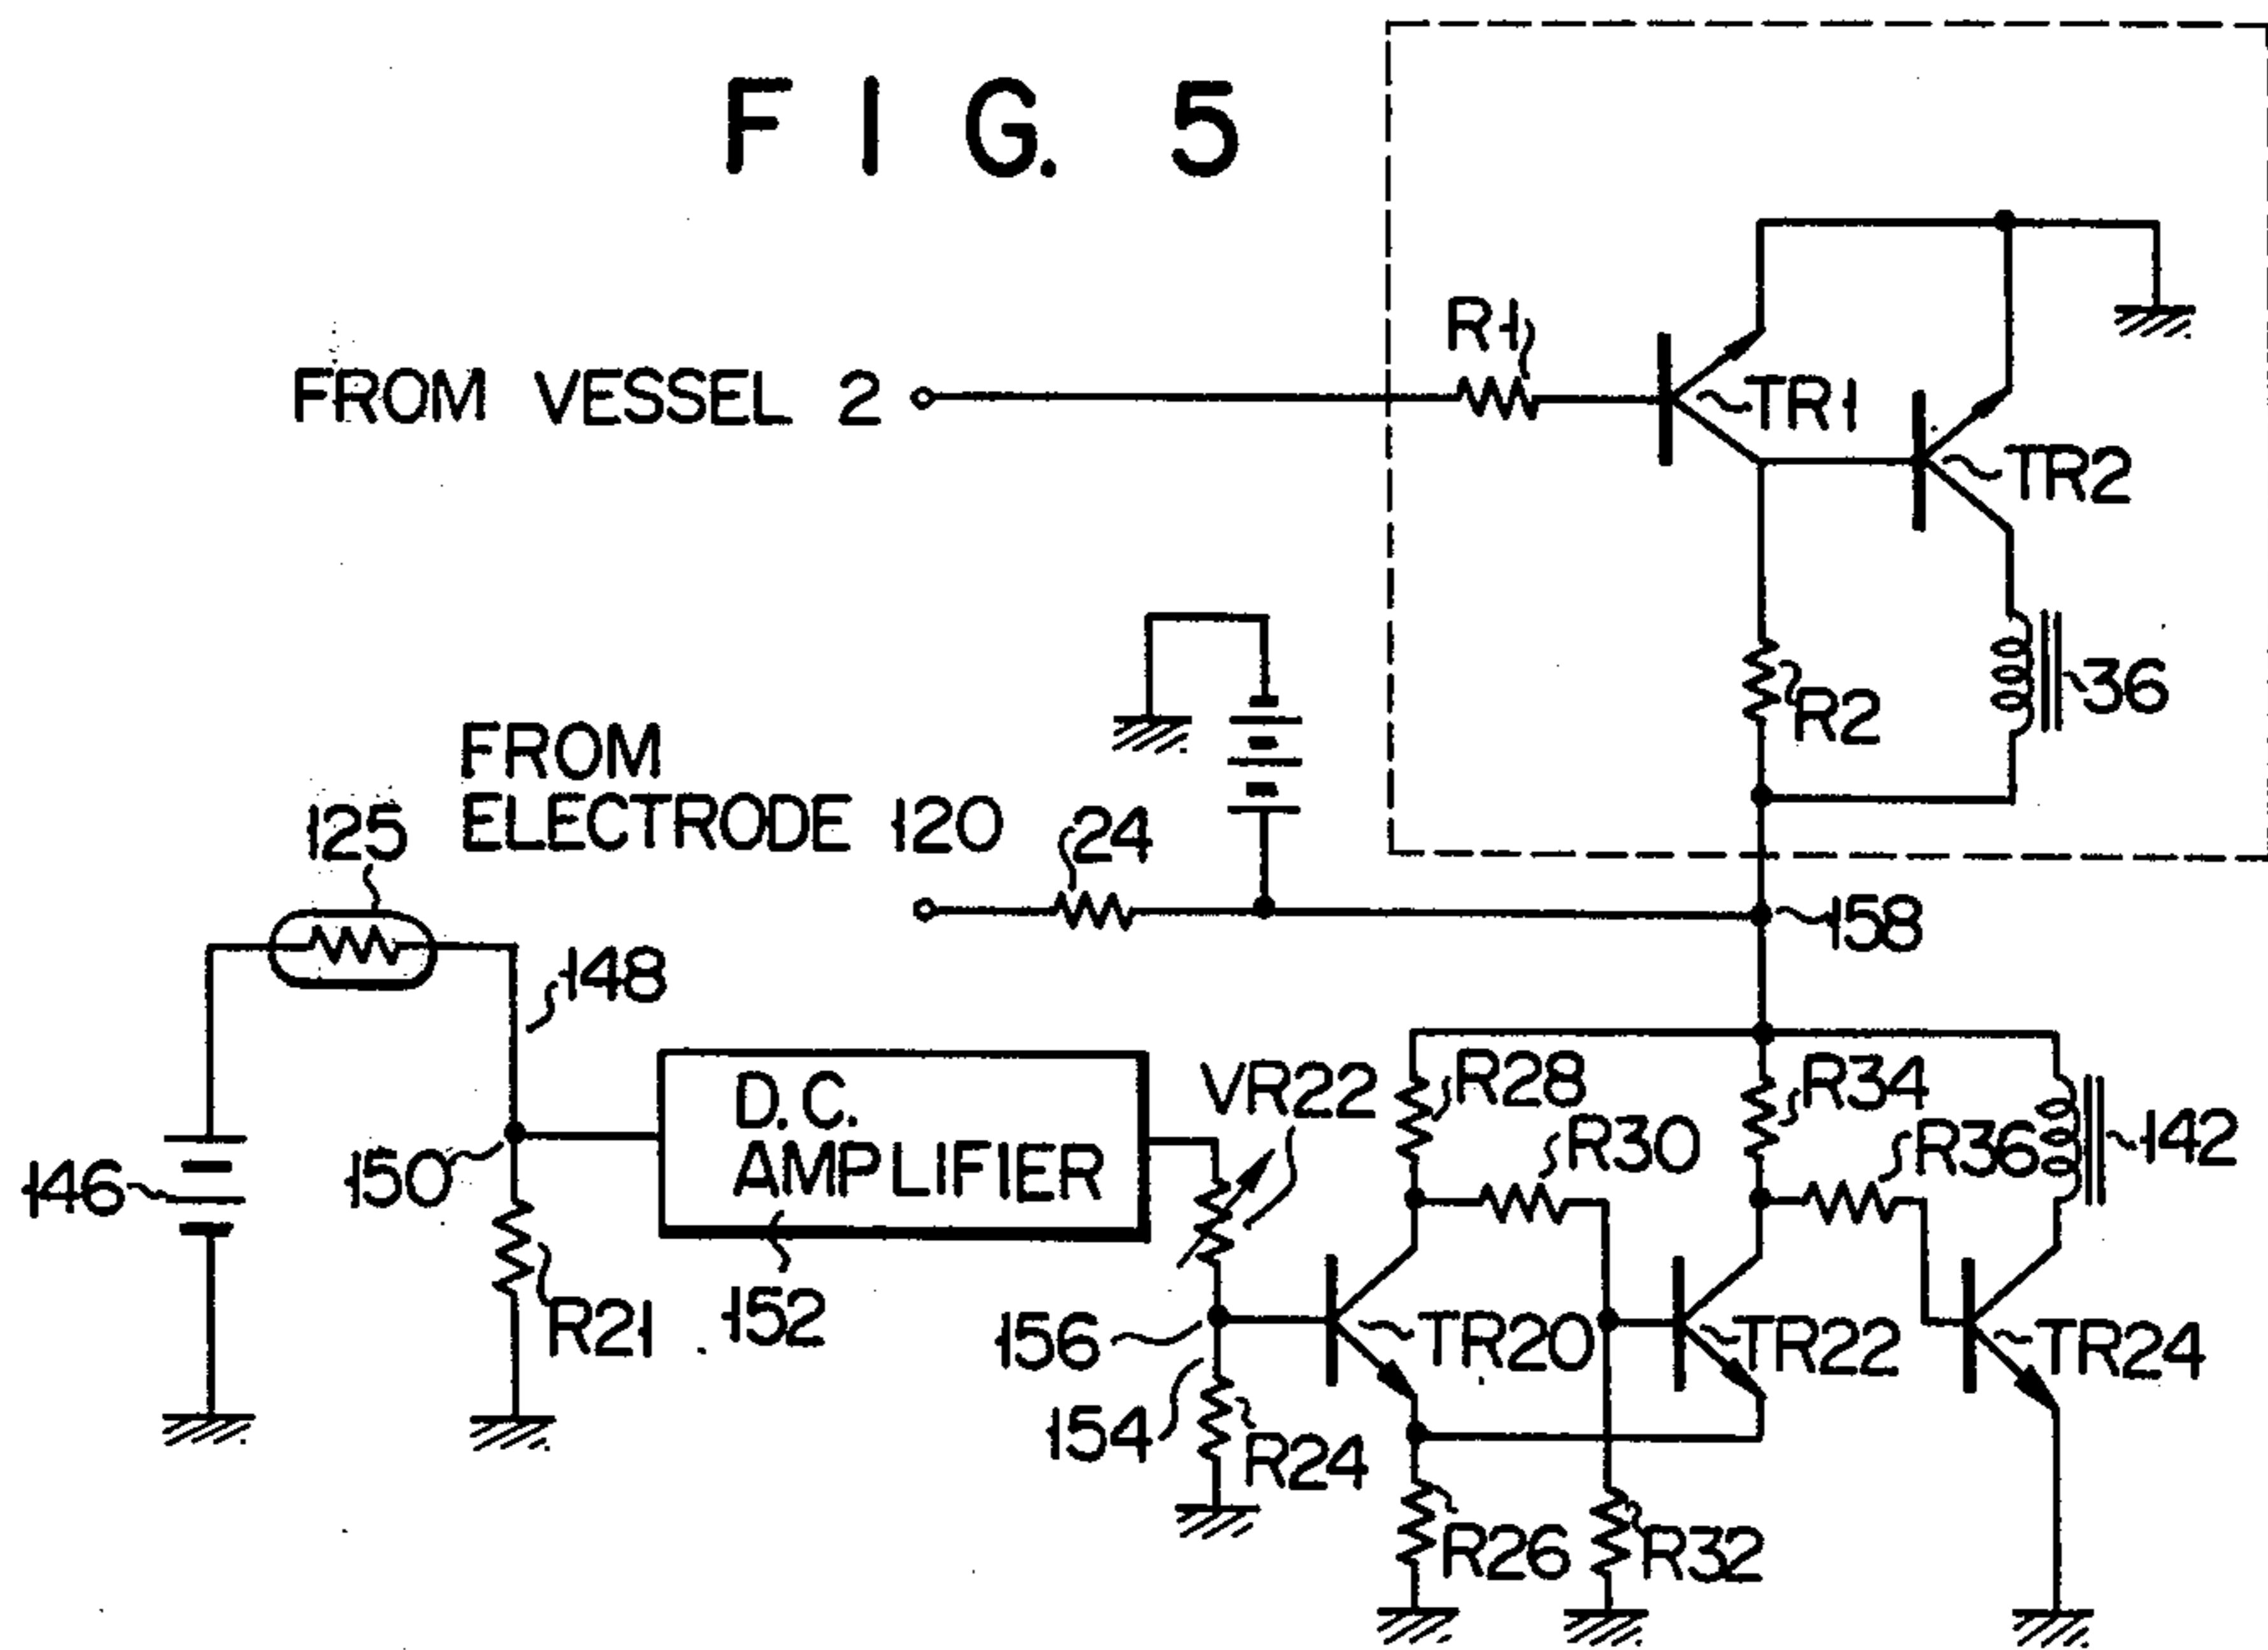 FIG. 5
R1
FROM VESSEL 2
TR1
TR2
36
R2
FROM
ELECTRODE 120
24
125
158
148
D.C.
AMPLIFIER
VR22
R28
R34
R30
R36
142
146
150
R21
152
156
TR20
TR22
TR24
154
R24
R26
R32